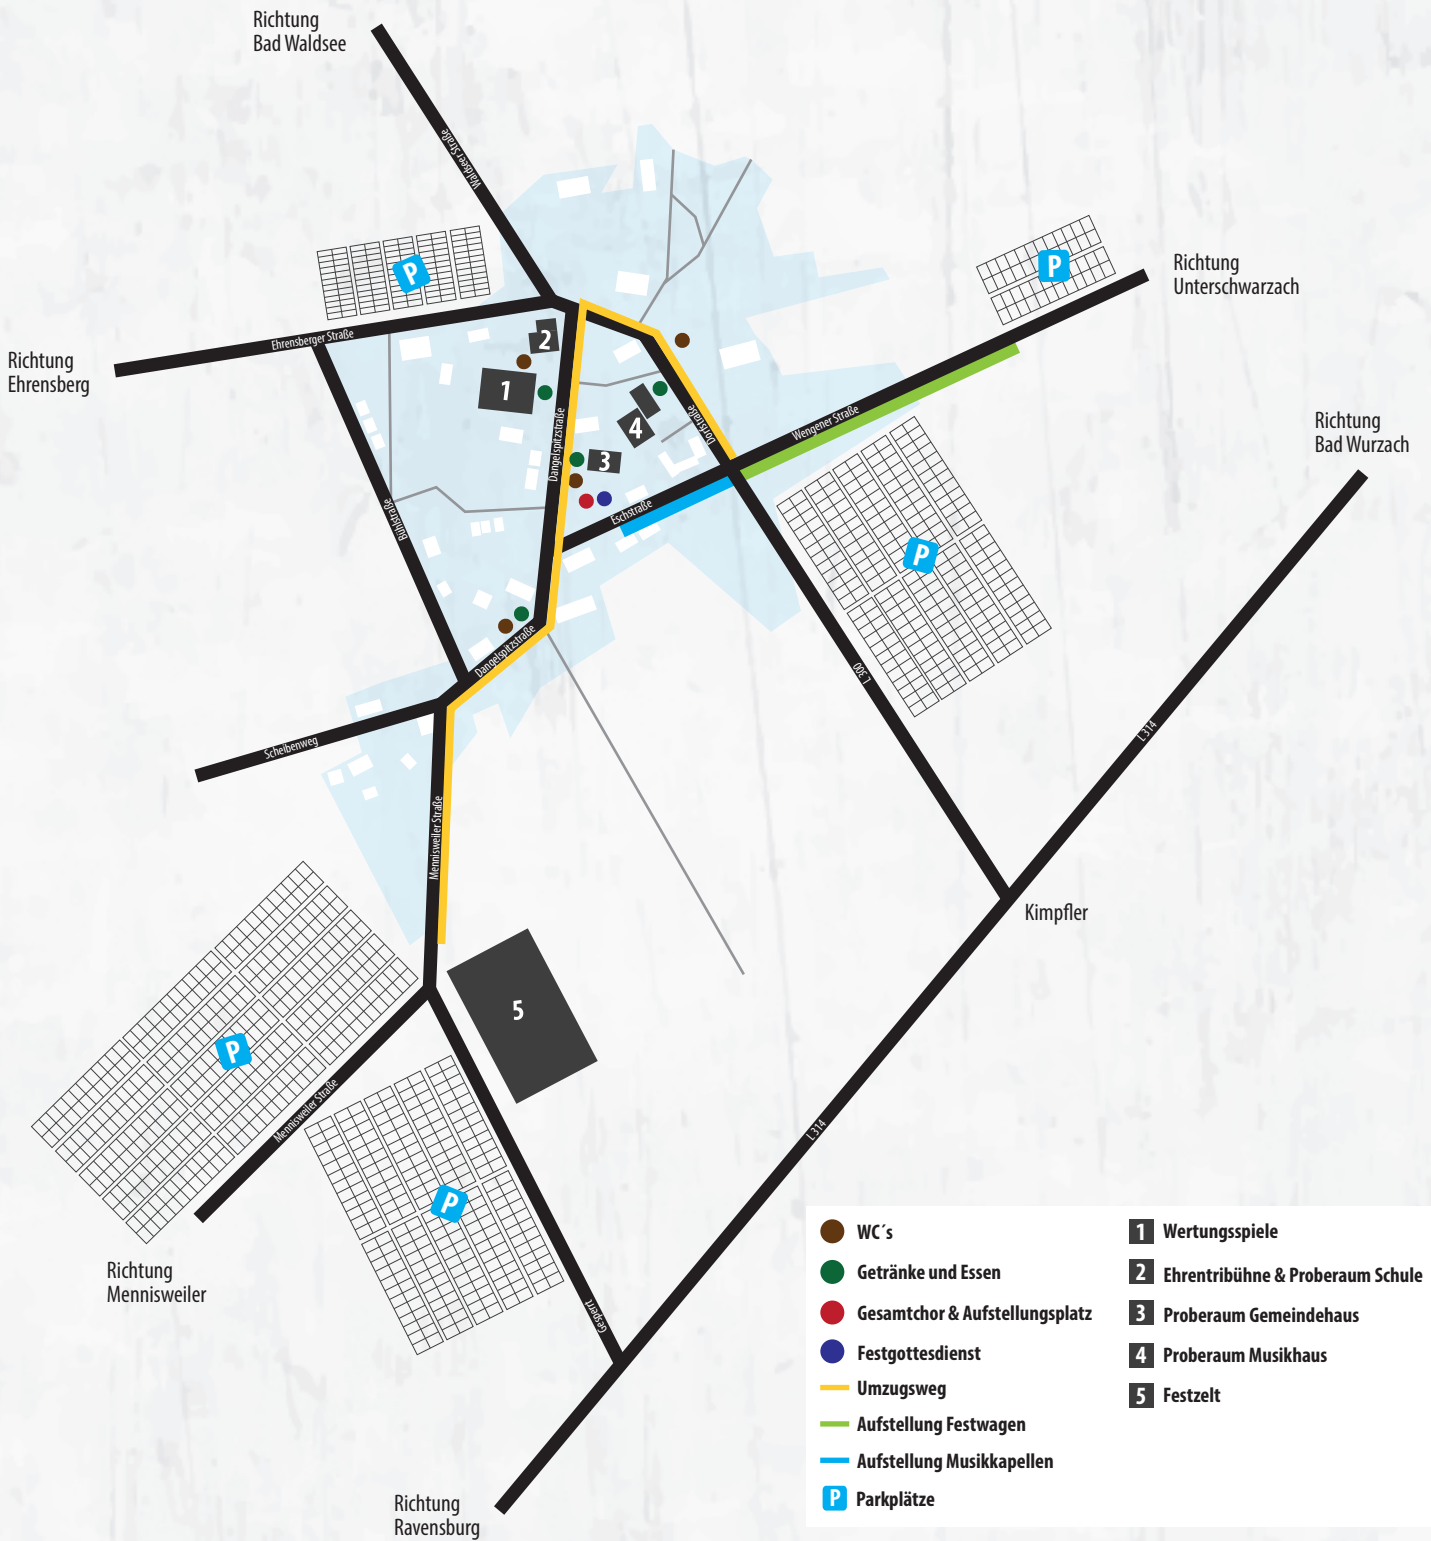 Richtung
Bad Waldsee
Waldseer Straße
P
P
Richtung
Unterschwarzach
Ehrensberger Straße
Richtung
Ehrensberg
2
1
4
3
Dangelspitzstraße
Dorfstraße
Wengener Straße
Richtung
Bad Wurzach
Eschstraße
Bühlstraße
P
Dangelspitzstraße
L 300
L 314
Scheibenweg
Mennisweiler Straße
Kimpfler
5
P
Mennisweiler Straße
L 314
P
Richtung
Mennisweiler
Gesperrt
Richtung
Ravensburg
WC´s
Getränke und Essen
Gesamtchor & Aufstellungsplatz
Festgottesdienst
Umzugsweg
Aufstellung Festwagen
Aufstellung Musikkapellen
P Parkplätze
1 Wertungsspiele
2 Ehrentribühne & Proberaum Schule
3 Proberaum Gemeindehaus
4 Proberaum Musikhaus
5 Festzelt